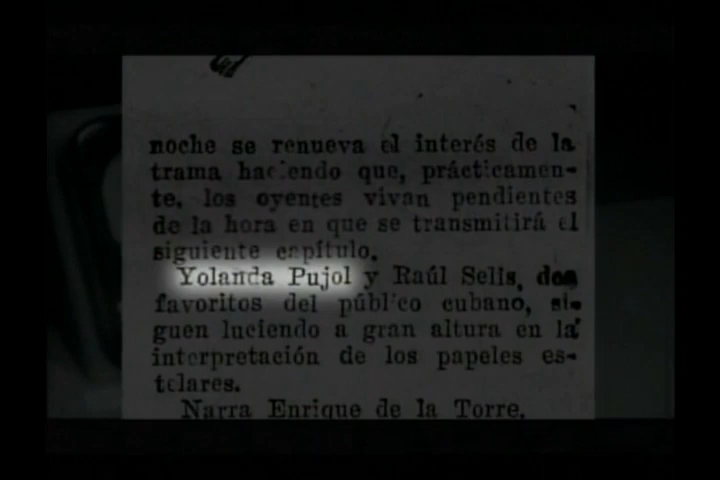 noche se renueva el interés de la
trama haciendo que, prácticamen-
te, los oyentes vivan pendientes
de la hora en que se transmitirá el
siguiente capítulo.
Yolanda Pujol y Raúl Selis, dos
favoritos del público cubano, si-
guen luciendo a gran altura en la
interpretación de los papeles es-
telares.
Narra Enrique de la Torre.